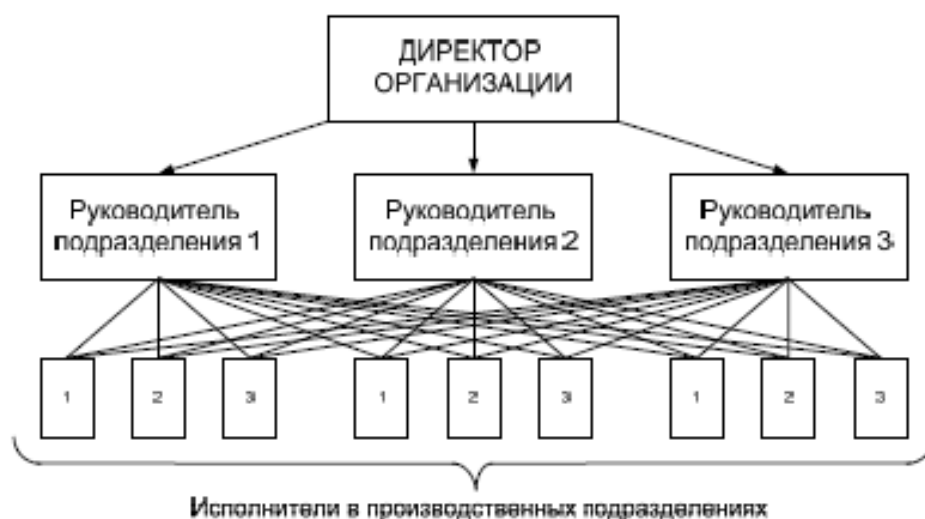 ДИРЕКТОР
ОРГАНИЗАЦИИ
Руководитель
подразделения 1
Руководитель
подразделения 2
Руководитель
подразделения 3
1
2
3
1
2
3
1
2
3
Исполнители в производственных подразделениях